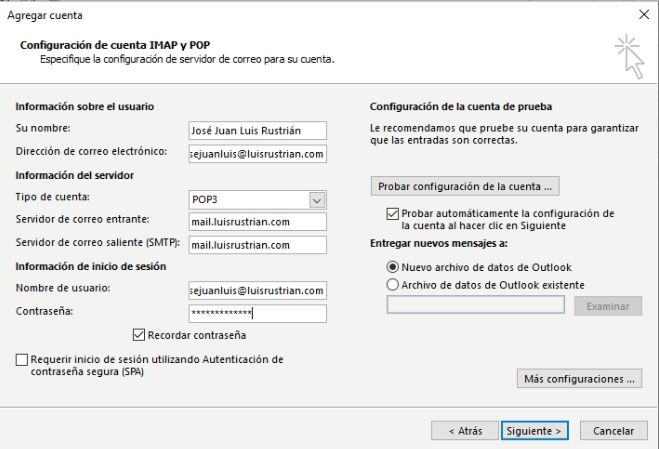 Agregar cuenta
Configuración de cuenta IMAP y POP
Especifique la configuración de servidor de correo para su cuenta.
Información sobre el usuario
Su nombre: José Juan Luis Rustrián
Dirección de correo electrónico: sejuanluis@luisrustrian.com
Información del servidor
Tipo de cuenta: POP3
Servidor de correo entrante: mail.luisrustrian.com
Servidor de correo saliente (SMTP): mail.luisrustrian.com
Información de inicio de sesión
Nombre de usuario: sejuanluis@luisrustrian.com
Contraseña: *************
Recordar contraseña
Requerir inicio de sesión utilizando Autenticación de
contraseña segura (SPA)
Configuración de la cuenta de prueba
Le recomendamos que pruebe su cuenta para garantizar
que las entradas son correctas.
Probar configuración de la cuenta ...
Probar automáticamente la configuración de
la cuenta al hacer clic en Siguiente
Entregar nuevos mensajes a:
Nuevo archivo de datos de Outlook
Archivo de datos de Outlook existente
Examinar
Más configuraciones ...
< Atrás
Siguiente >
Cancelar